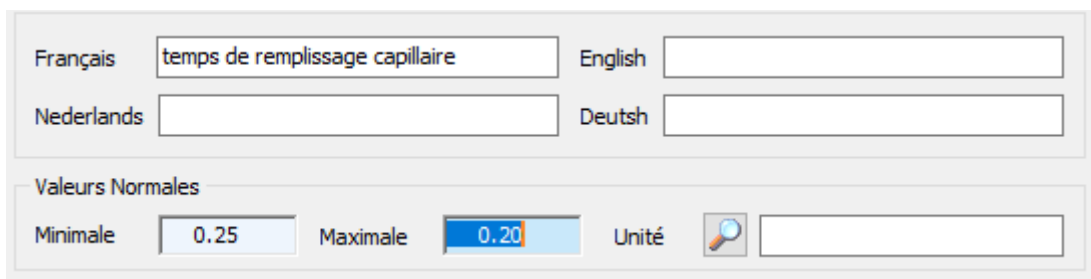 Français temps de remplissage capillaire English
Nederlands Deutsh
Valeurs Normales
Minimale 0.25 Maximale 0.20 Unité